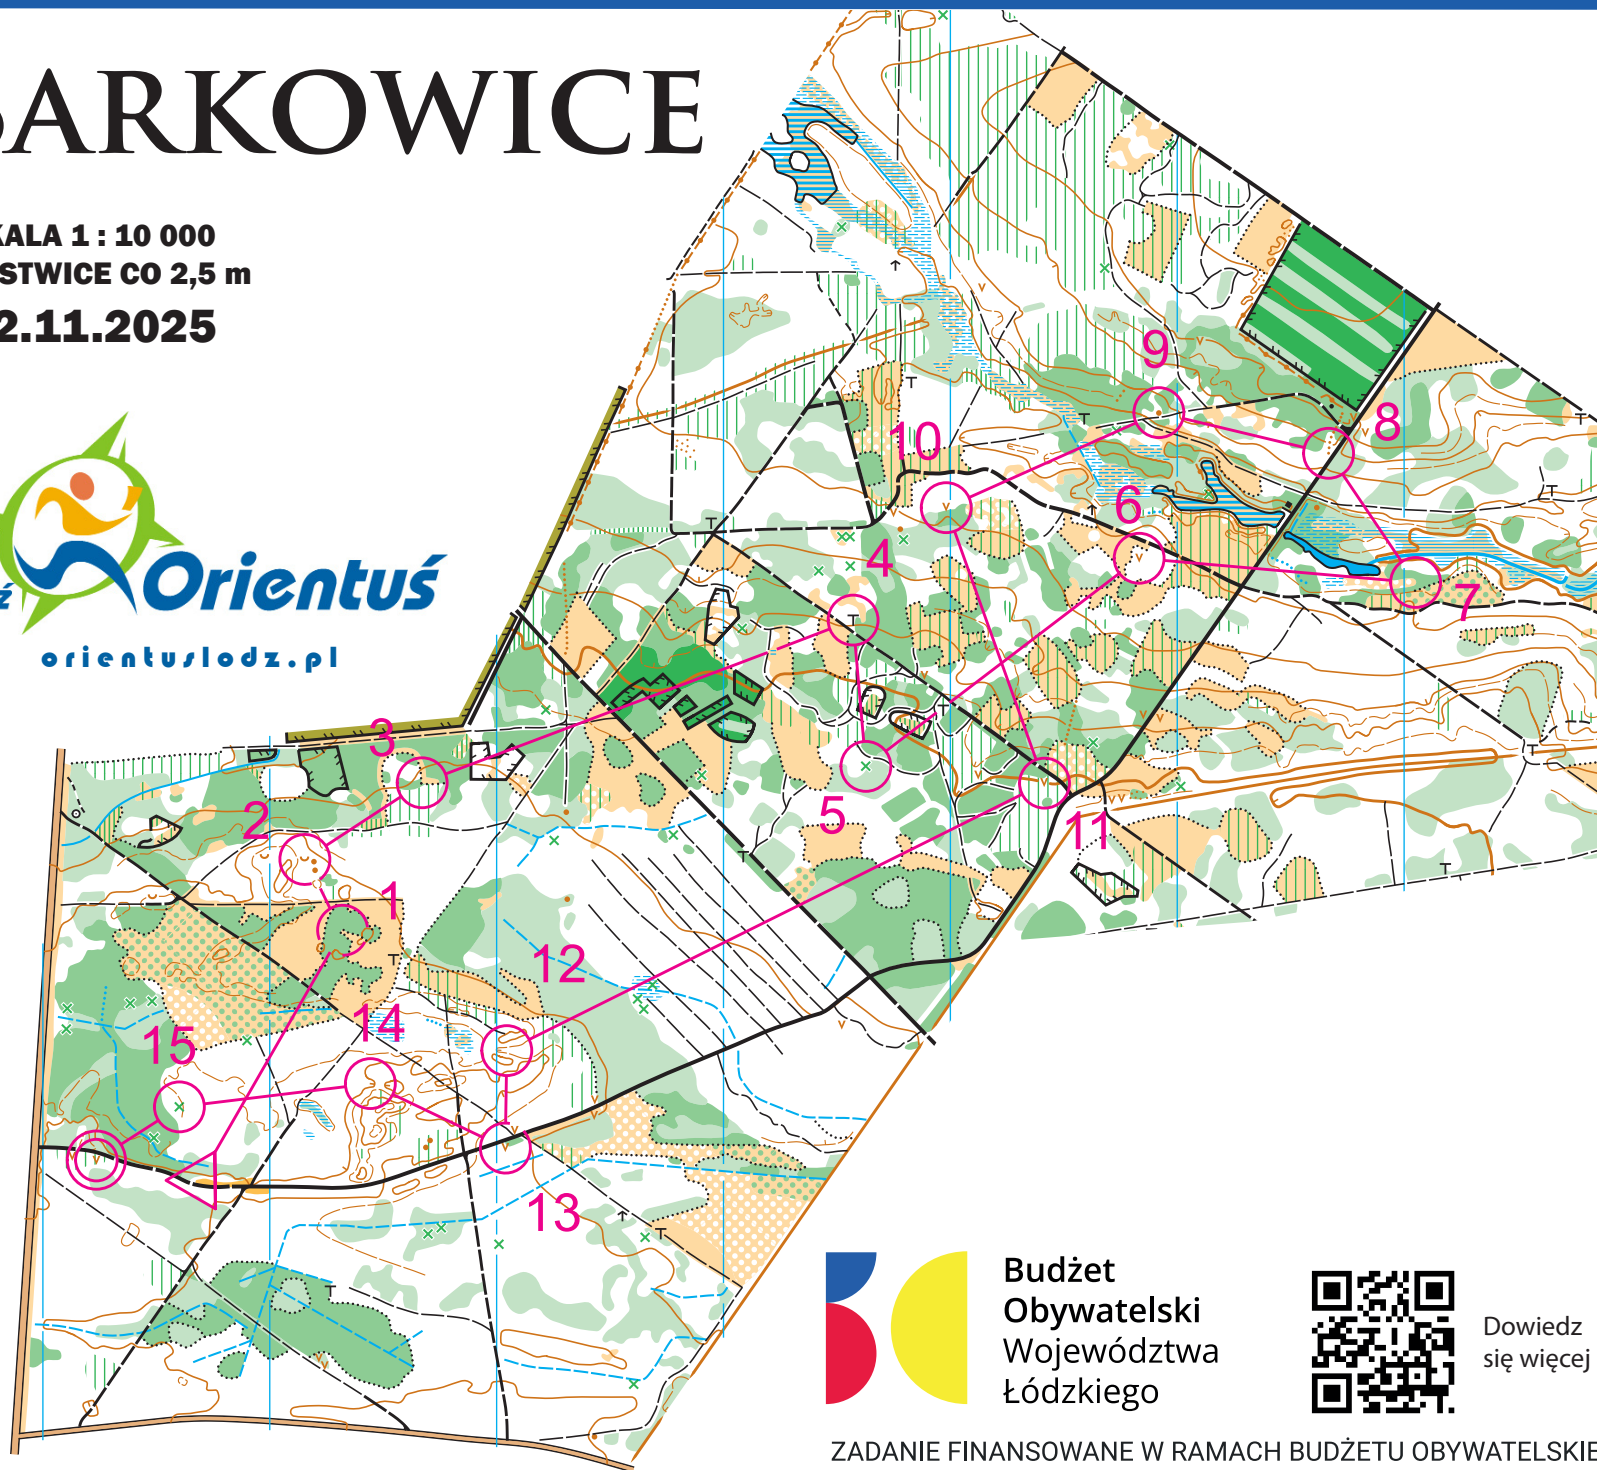 BARKOWICE
KALA 1 : 10 000
STWICE CO 2,5 m
2.11.2025
Orientuś
orientuslodz.pl
9
8
10
6
4
7
3
5
11
2
1
12
14
15
13
Budżet
Obywatelski
Województwa
Łódzkiego
Dowiedz
się więcej
ZADANIE FINANSOWANE W RAMACH BUDŻETU OBYWATELSKIE